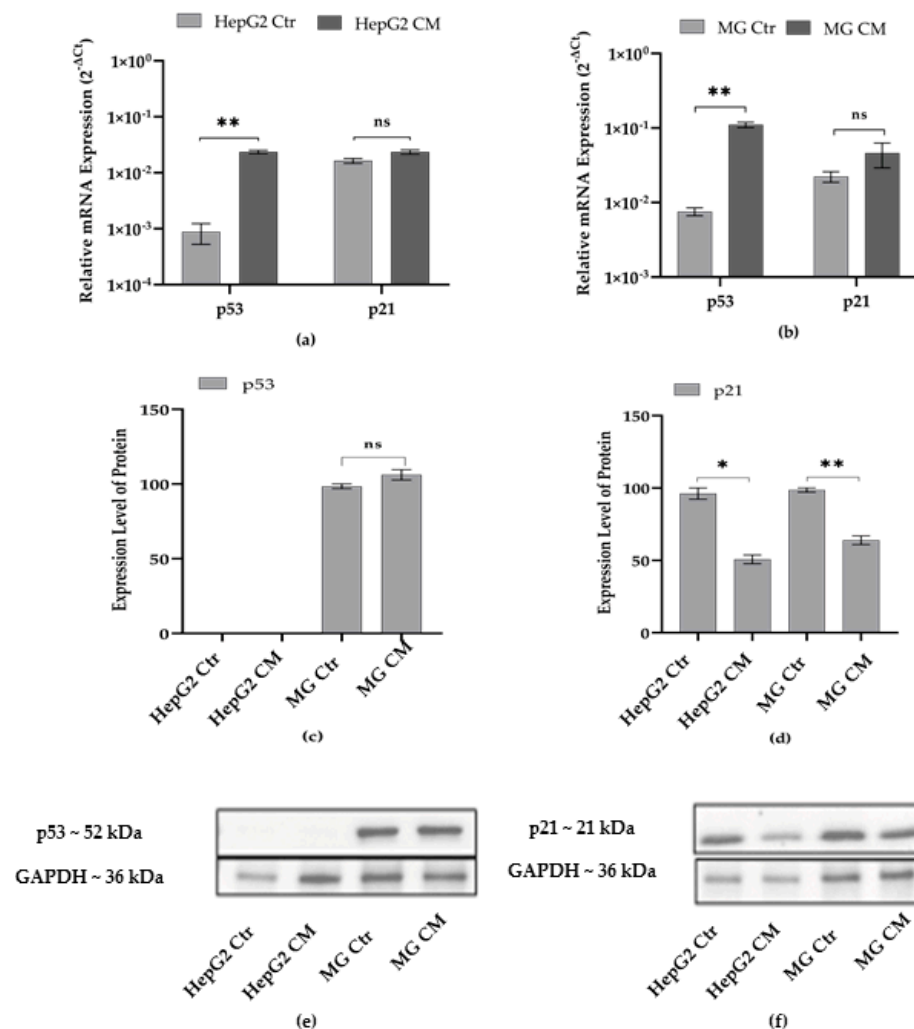 HepG2 Ctr HepG2 CM
Relative mRNA Expression (2^-ΔCt)
1×10^0
1×10^-1
1×10^-2
1×10^-3
1×10^-4
**
ns
p53 p21
(a)
MG Ctr MG CM
Relative mRNA Expression (2^-ΔCt)
1×10^0
1×10^-1
1×10^-2
1×10^-3
**
ns
p53 p21
(b)
p53
Expression Level of Protein
150
100
50
0
ns
HepG2 Ctr
HepG2 CM
MG Ctr
MG CM
(c)
p21
Expression Level of Protein
150
100
50
0
*
**
HepG2 Ctr
HepG2 CM
MG Ctr
MG CM
(d)
p53 ~ 52 kDa
GAPDH ~ 36 kDa
HepG2 Ctr
HepG2 CM
MG Ctr
MG CM
(e)
p21 ~ 21 kDa
GAPDH ~ 36 kDa
HepG2 Ctr
HepG2 CM
MG Ctr
MG CM
(f)